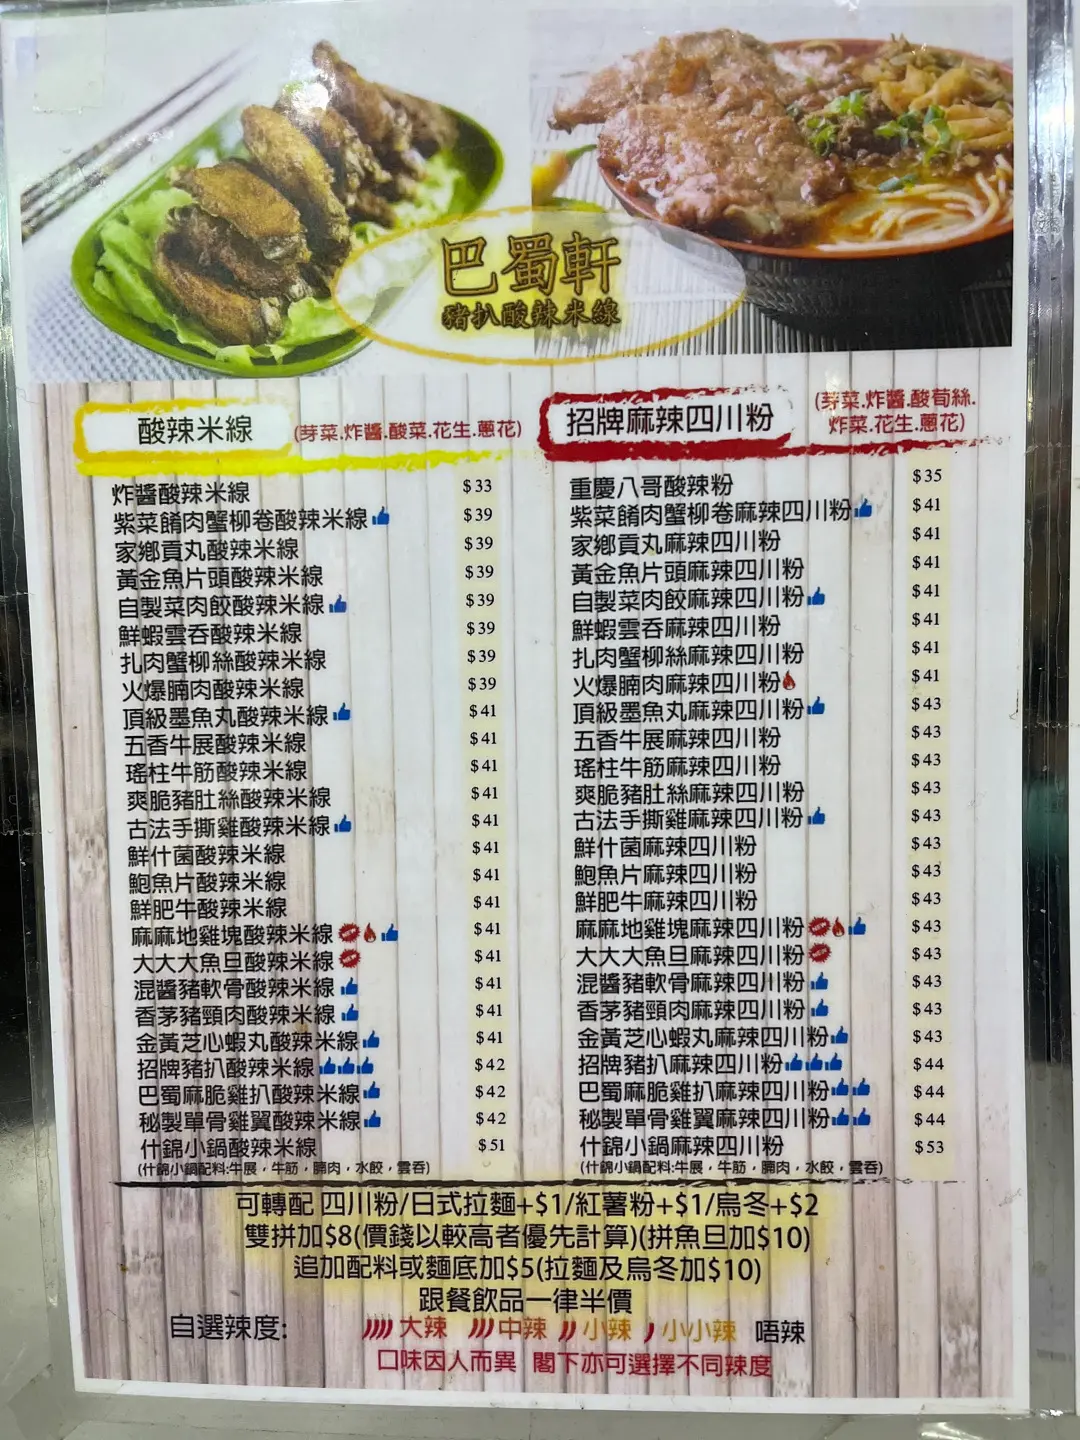 巴蜀軒
豬扒酸辣米線
酸辣米線 (芽菜.炸醬.酸菜.花生.蔥花)
炸醬酸辣米線 $33
紫菜餚肉蟹柳卷酸辣米線 $39
家鄉貢丸酸辣米線 $39
黃金魚片頭酸辣米線 $39
自製菜肉餃酸辣米線 $39
鮮蝦雲吞酸辣米線 $39
扎肉蟹柳絲酸辣米線 $39
火爆腩肉酸辣米線 $39
頂級墨魚丸酸辣米線 $41
五香牛展酸辣米線 $41
瑤柱牛筋酸辣米線 $41
爽脆豬肚絲酸辣米線 $41
古法手撕雞酸辣米線 $41
鮮什菌酸辣米線 $41
鮑魚片酸辣米線 $41
鮮肥牛酸辣米線 $41
麻麻地雞塊酸辣米線 $41
大大大魚旦酸辣米線 $41
混醬豬軟骨酸辣米線 $41
香茅豬頸肉酸辣米線 $41
金黃芝心蝦丸酸辣米線 $41
招牌豬扒酸辣米線 $42
巴蜀麻脆雞扒酸辣米線 $42
秘製單骨雞翼酸辣米線 $42
什錦小鍋酸辣米線 $51
(什錦小鍋配料:牛展，牛筋，腩肉，水餃，雲吞)
招牌麻辣四川粉 (芽菜.炸醬.酸荀絲.
炸菜.花生.蔥花)
重慶八哥酸辣粉 $35
紫菜餚肉蟹柳卷麻辣四川粉 $41
家鄉貢丸麻辣四川粉 $41
黃金魚片頭麻辣四川粉 $41
自製菜肉餃麻辣四川粉 $41
鮮蝦雲吞麻辣四川粉 $41
扎肉蟹柳絲麻辣四川粉 $41
火爆腩肉麻辣四川粉 $41
頂級墨魚丸麻辣四川粉 $43
五香牛展麻辣四川粉 $43
瑤柱牛筋麻辣四川粉 $43
爽脆豬肚絲麻辣四川粉 $43
古法手撕雞麻辣四川粉 $43
鮮什菌麻辣四川粉 $43
鮑魚片麻辣四川粉 $43
鮮肥牛麻辣四川粉 $43
麻麻地雞塊麻辣四川粉 $43
大大大魚旦麻辣四川粉 $43
混醬豬軟骨麻辣四川粉 $43
香茅豬頸肉麻辣四川粉 $43
金黃芝心蝦丸麻辣四川粉 $43
招牌豬扒麻辣四川粉 $44
巴蜀麻脆雞扒麻辣四川粉 $44
秘製單骨雞翼麻辣四川粉 $44
什錦小鍋麻辣四川粉 $53
(什錦小鍋配料:牛展，牛筋，腩肉，水餃，雲吞)
可轉配 四川粉/日式拉麵+$1/紅薯粉+$1/烏冬+$2
雙拼加$8(價錢以較高者優先計算)(拼魚旦加$10)
追加配料或麵底加$5(拉麵及烏冬加$10)
跟餐飲品一律半價
自選辣度: 大辣 中辣 小辣 小小辣 唔辣
口味因人而異 閣下亦可選擇不同辣度